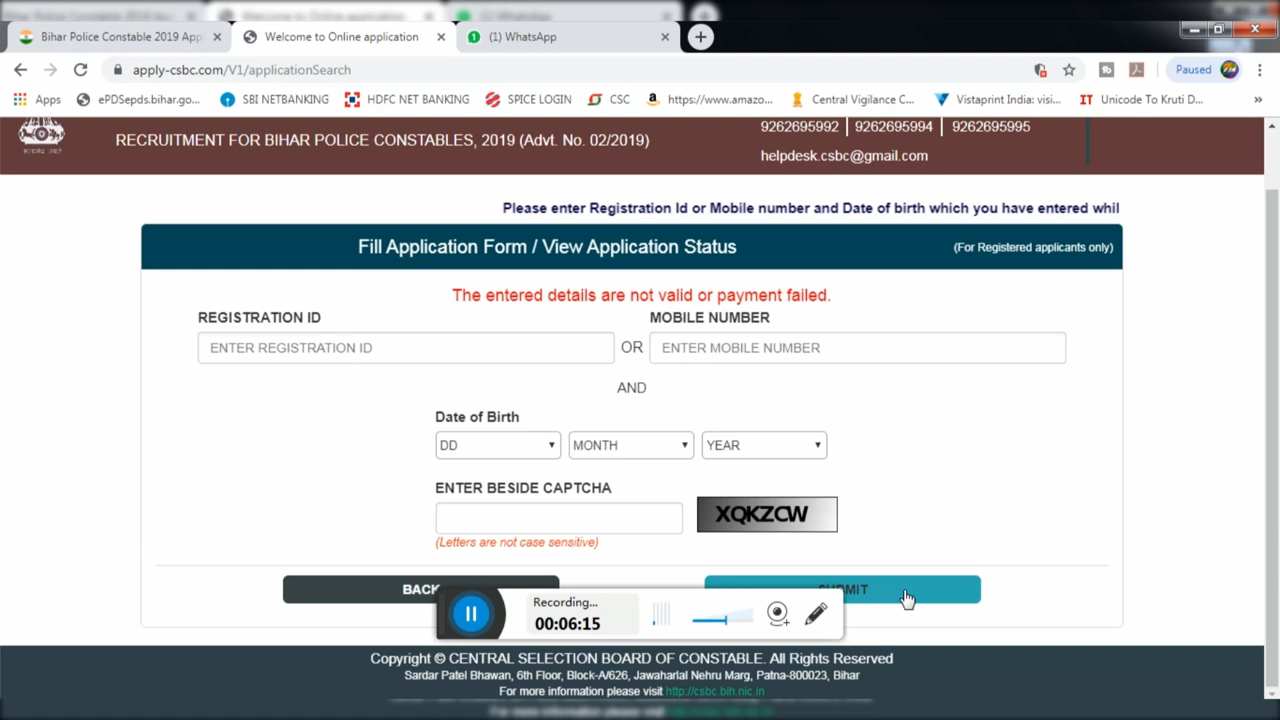 Bihar Police Constable 2019 App
Welcome to Online application
(1) WhatsApp
apply-csbc.com/V1/applicationSearch
Paused
Apps
ePDSepds.bihar.go...
SBI NETBANKING
HDFC NET BANKING
SPICE LOGIN
CSC
https://www.amazo...
Central Vigilance C...
Vistaprint India: visi...
IT Unicode To Kruti D...
»
RECRUITMENT FOR BIHAR POLICE CONSTABLES, 2019 (Advt. No. 02/2019)
9262695992 | 9262695994 | 9262695995
helpdesk.csbc@gmail.com
Please enter Registration Id or Mobile number and Date of birth which you have entered whil
Fill Application Form / View Application Status
(For Registered applicants only)
The entered details are not valid or payment failed.
REGISTRATION ID
MOBILE NUMBER
ENTER REGISTRATION ID
OR
ENTER MOBILE NUMBER
AND
Date of Birth
DD
MONTH
YEAR
ENTER BESIDE CAPTCHA
XQKZCW
(Letters are not case sensitive)
BACK
SUBMIT
Recording...
00:06:15
Copyright © CENTRAL SELECTION BOARD OF CONSTABLE. All Rights Reserved
Sardar Patel Bhawan, 6th Floor, Block-A/626, Jawaharlal Nehru Marg, Patna-800023, Bihar
For more information please visit http://csbc.bih.nic.in